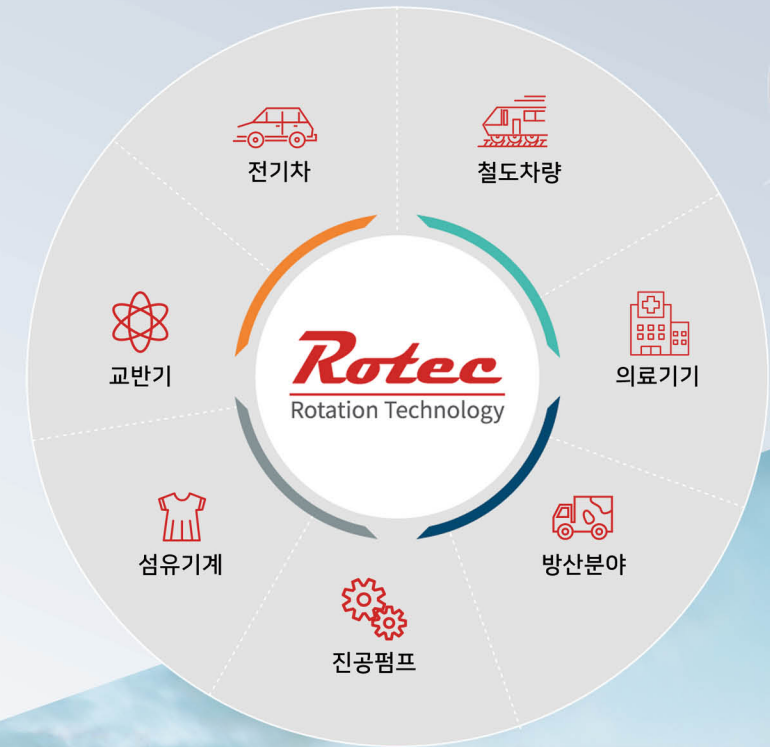 전기차
철도차량
교반기
Rotec
Rotation Technology
의료기기
섬유기계
방산분야
진공펌프